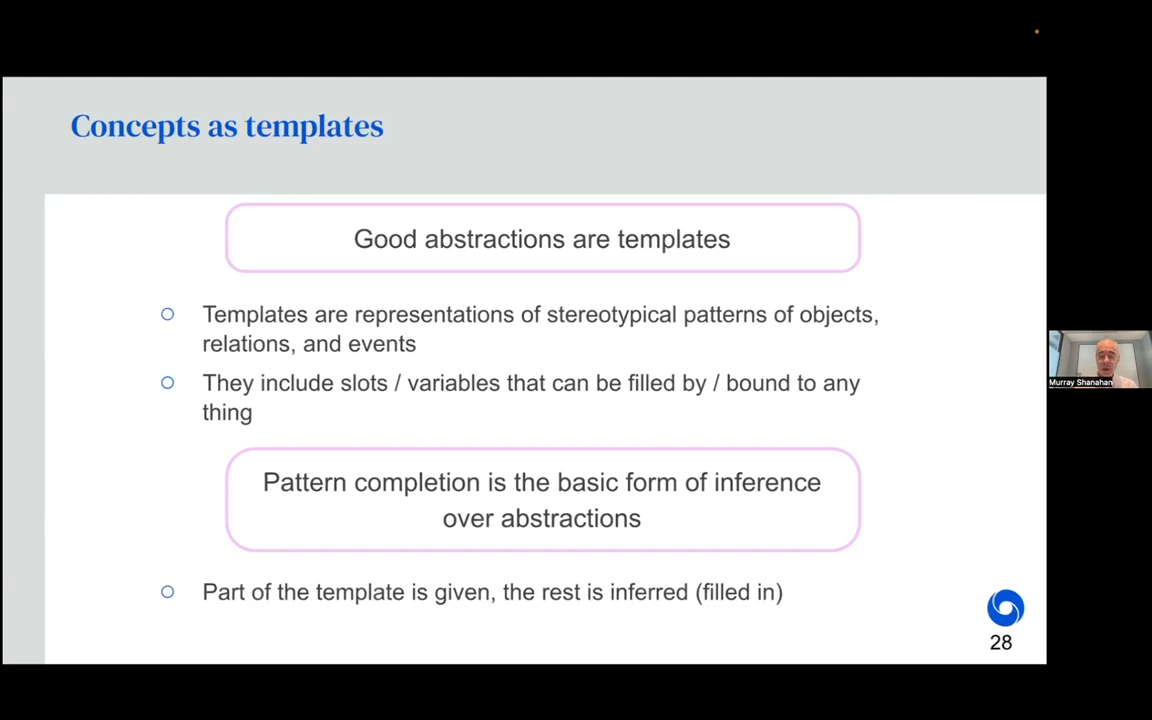 Concepts as templates
Good abstractions are templates
Templates are representations of stereotypical patterns of objects,
relations, and events
They include slots / variables that can be filled by / bound to any
thing
Murray Shanahan
Pattern completion is the basic form of inference
over abstractions
Part of the template is given, the rest is inferred (filled in)
28